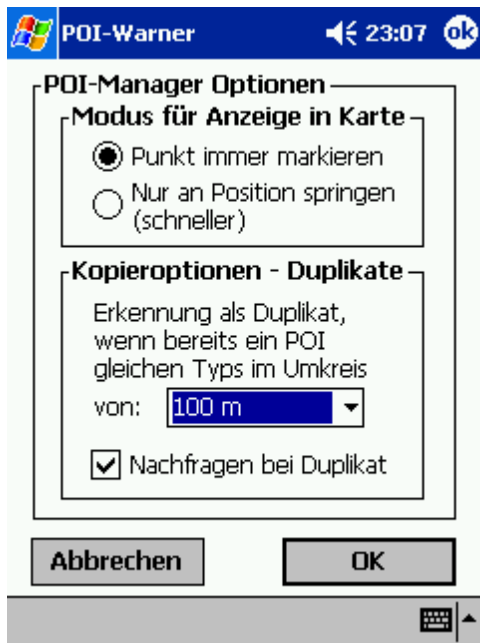 POI-Warner 23:07 ok
POI-Manager Optionen
Modus für Anzeige in Karte
Punkt immer markieren
Nur an Position springen
(schneller)
Kopieroptionen - Duplikate
Erkennung als Duplikat,
wenn bereits ein POI
gleichen Typs im Umkreis
von: 100 m
Nachfragen bei Duplikat
Abbrechen OK